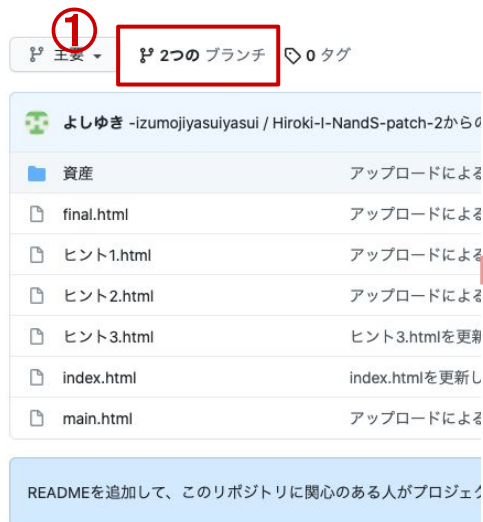 ①
主要 2つの ブランチ 0 タグ
よしゆき -izumojiyasuiyasui / Hiroki-I-NandS-patch-2からの
資産 アップロードによる
final.html アップロードによる
ヒント1.html アップロードによる
ヒント2.html アップロードによる
ヒント3.html ヒント3.htmlを更新
index.html index.htmlを更新し
main.html アップロードによる
READMEを追加して、このリポジトリに関心のある人がプロジェク